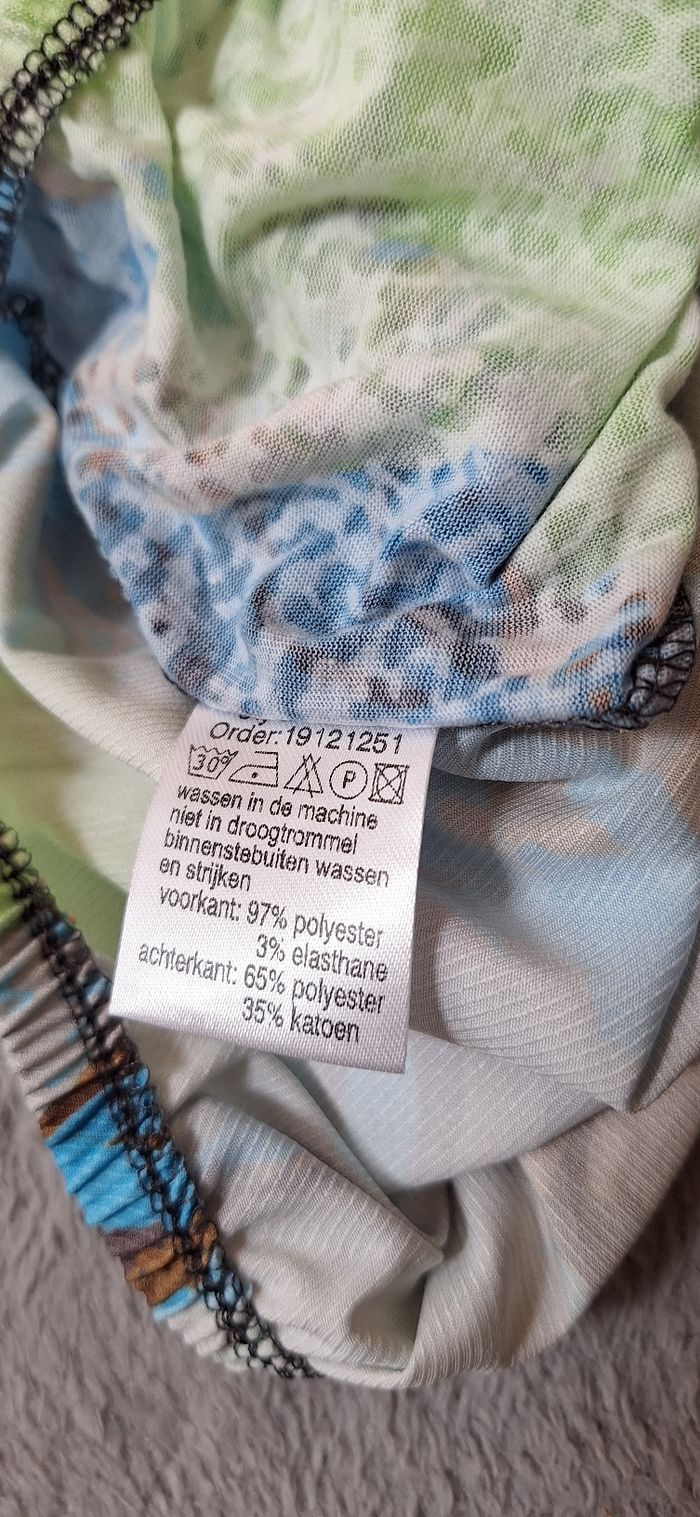 Order:19121251
30°
P
wassen in de machine
niet in droogtrommel
binnenstebuiten wassen
en strijken
voorkant: 97% polyester
3% elasthane
achterkant: 65% polyester
35% katoen